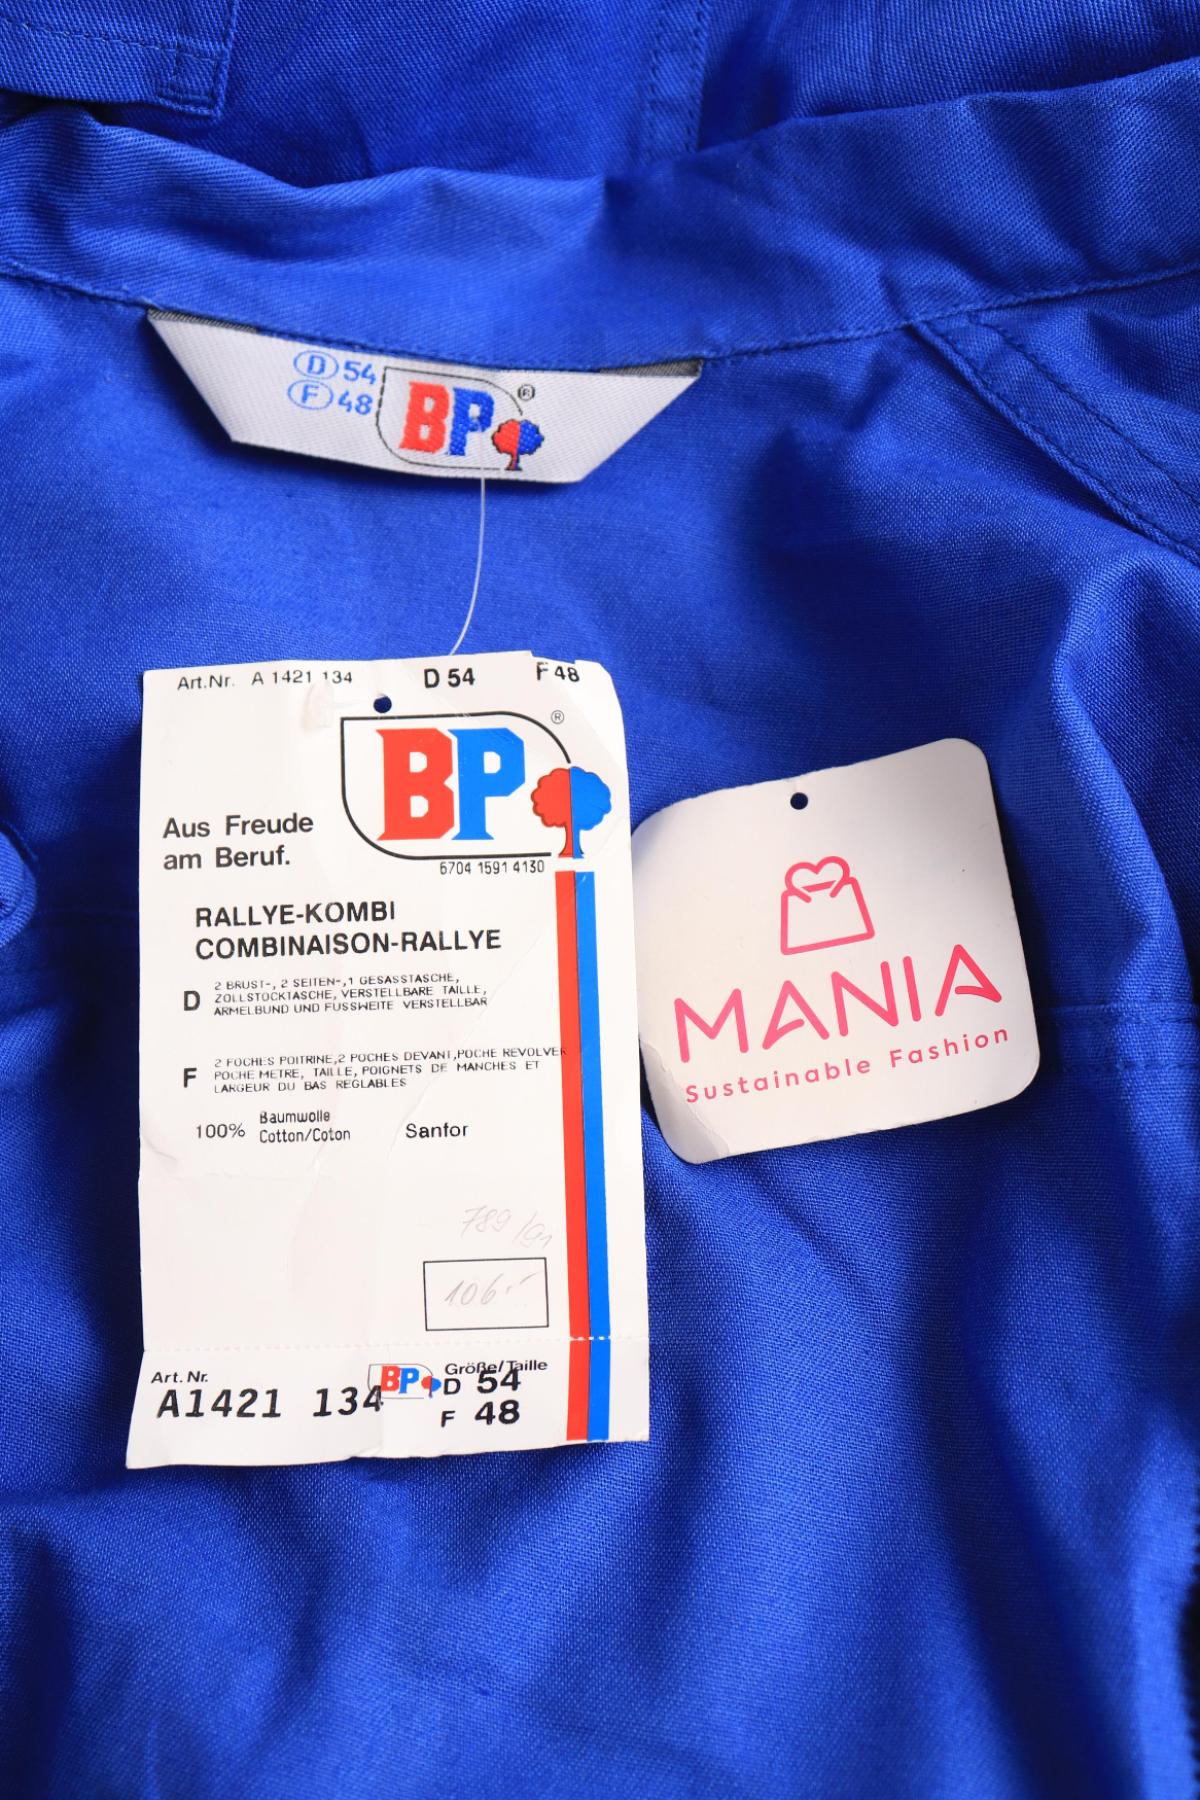 D 54
F 48
BP ®
Art.Nr. A 1421 134 D 54 F 48
BP ®
Aus Freude
am Beruf.
6704 1591 4130
RALLYE-KOMBI
COMBINAISON-RALLYE
D 2 BRUST-, 2 SEITEN-,1 GESASSTASCHE,
ZOLLSTOCKTASCHE, VERSTELLBARE TAILLE,
ARMELBUND UND FUSSWEITE VERSTELLBAR
F 2 FOCHES POITRINE,2 POCHES DEVANT,POCHE REVOLVER
POCHE METRE, TAILLE, POIGNETS DE MANCHES ET
LARGEUR DU BAS REGLABLES
100% Baumwolle
Cotton/Coton Sanfor
789/91
106.-
Art. Nr. BP Größe/Taille
A1421 134 D 54
F 48
MANIA
Sustainable Fashion